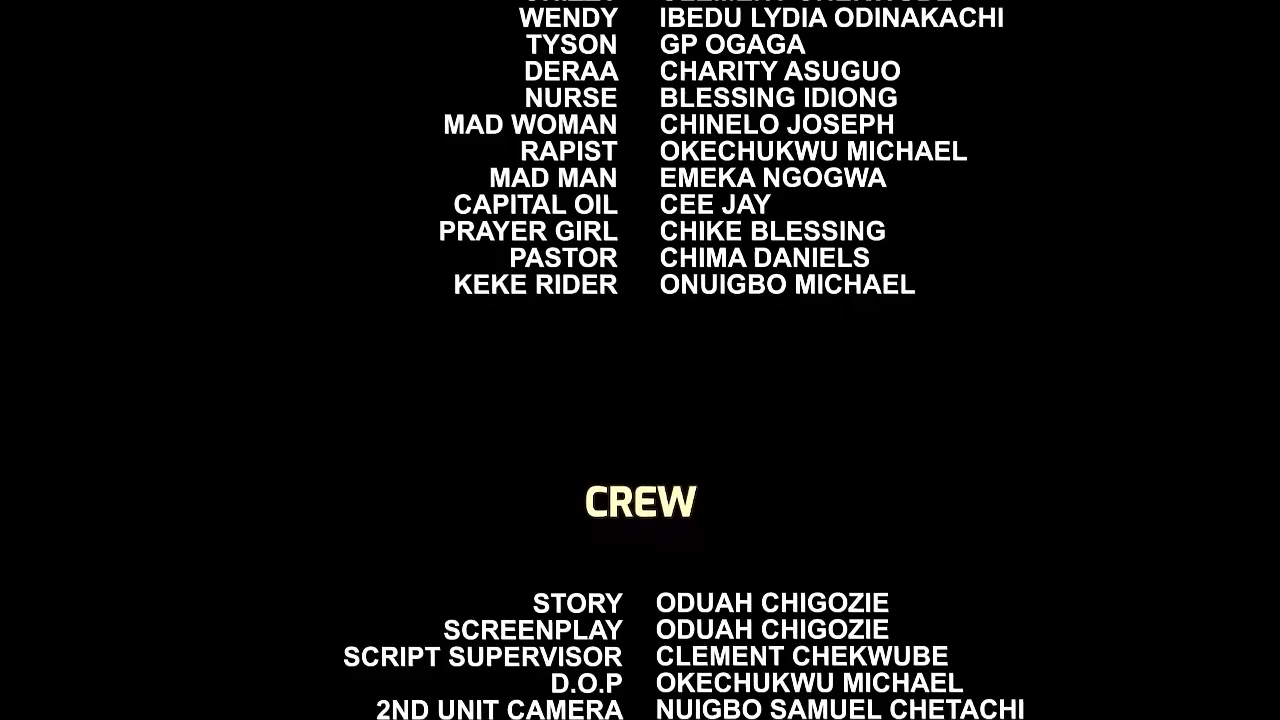 WENDY IBEDU LYDIA ODINAKACHI
TYSON GP OGAGA
DERAA CHARITY ASUGUO
NURSE BLESSING IDIONG
MAD WOMAN CHINELO JOSEPH
RAPIST OKECHUKWU MICHAEL
MAD MAN EMEKA NGOGWA
CAPITAL OIL CEE JAY
PRAYER GIRL CHIKE BLESSING
PASTOR CHIMA DANIELS
KEKE RIDER ONUIGBO MICHAEL
CREW
STORY ODUAH CHIGOZIE
SCREENPLAY ODUAH CHIGOZIE
SCRIPT SUPERVISOR CLEMENT CHEKWUBE
D.O.P OKECHUKWU MICHAEL
2ND UNIT CAMERA NUIGBO SAMUEL CHETACHI